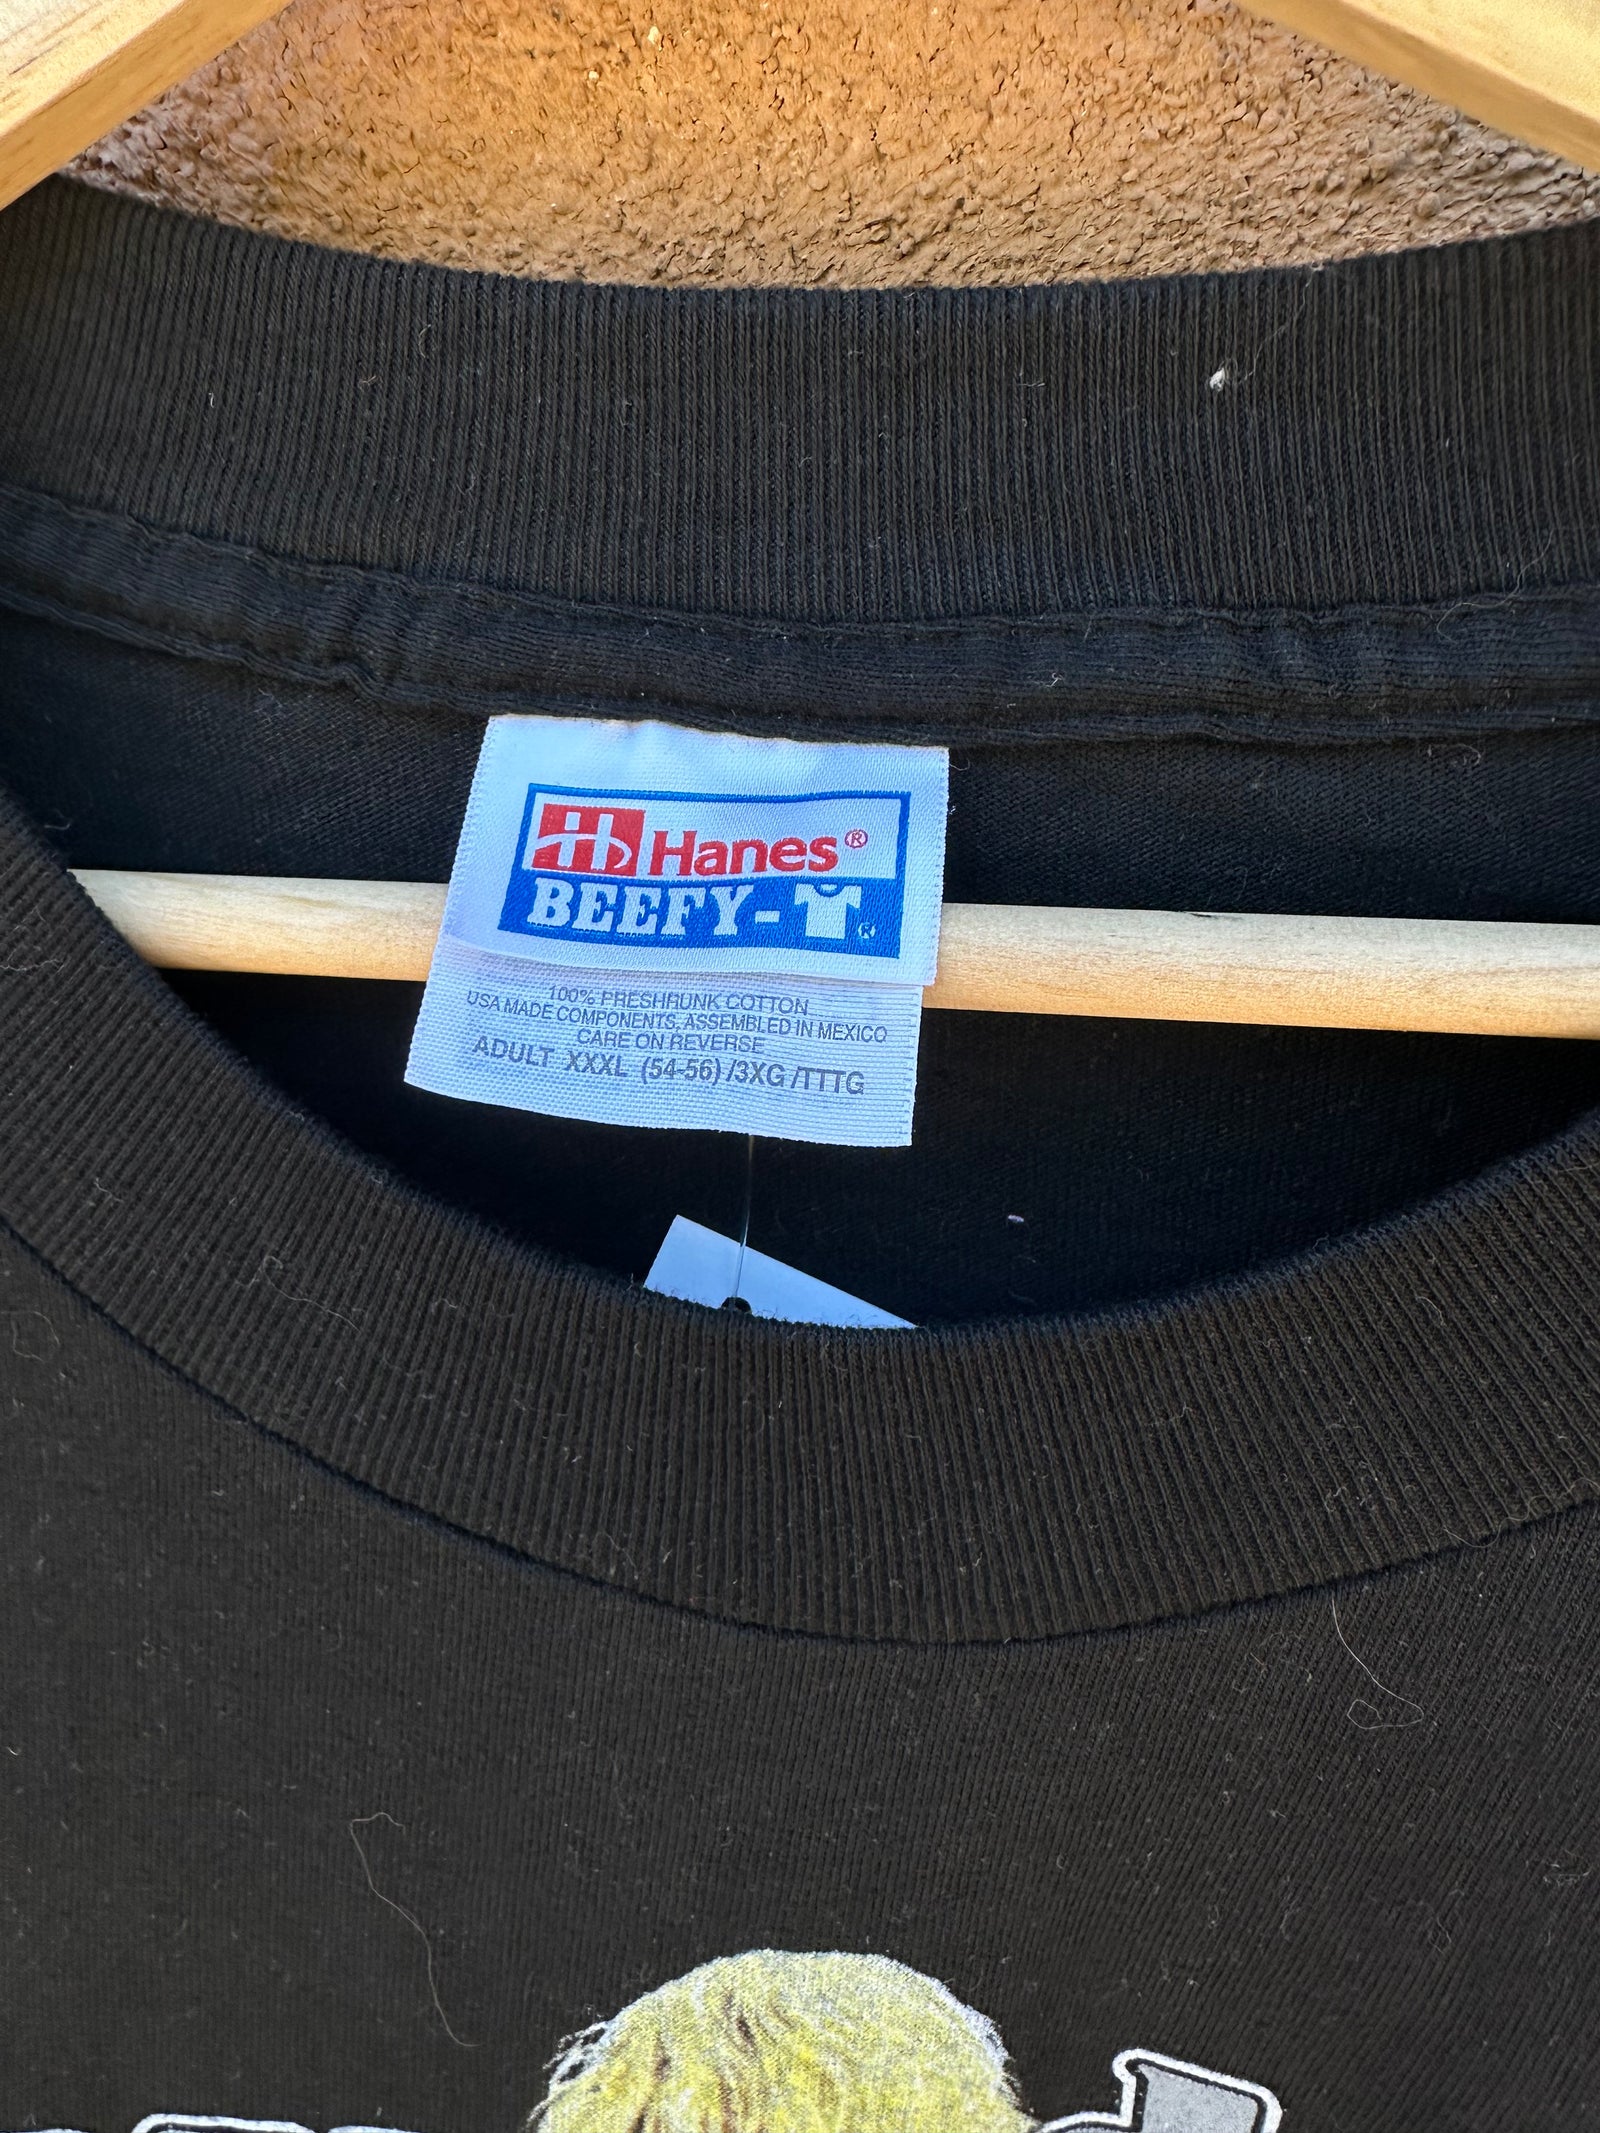 Hanes®
BEEFY-T®
100% PRESHRUNK COTTON
USA MADE COMPONENTS, ASSEMBLED IN MEXICO
CARE ON REVERSE
ADULT XXXL (54-56) /3XG /TTTG